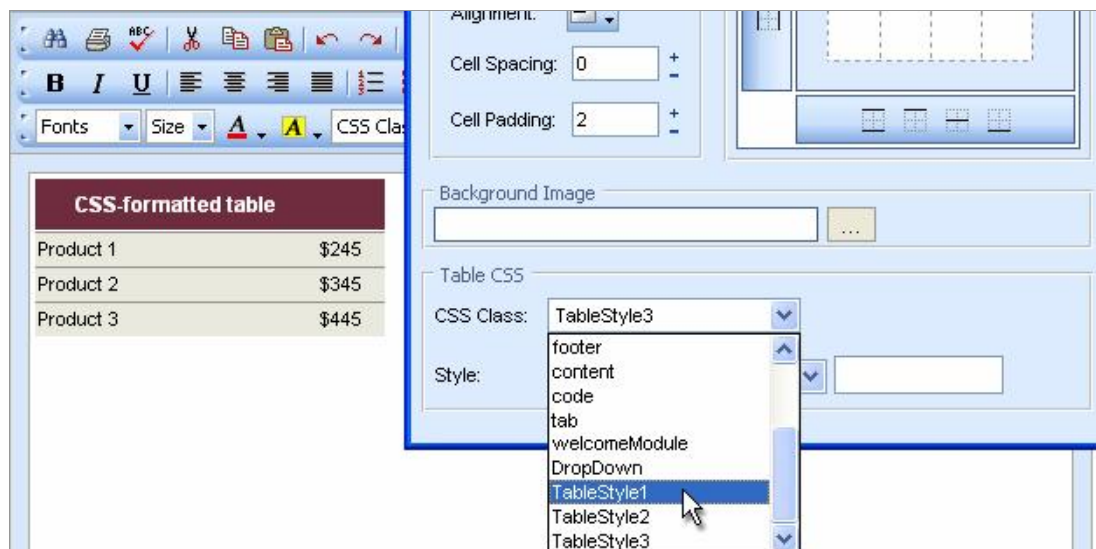 ABC
B I U
Fonts Size A A CSS Cla
CSS-formatted table
Product 1 $245
Product 2 $345
Product 3 $445
Alignment:
Cell Spacing: 0
Cell Padding: 2
Background Image
...
Table CSS
CSS Class: TableStyle3
Style:
footer
content
code
tab
welcomeModule
DropDown
TableStyle1
TableStyle2
TableStyle3